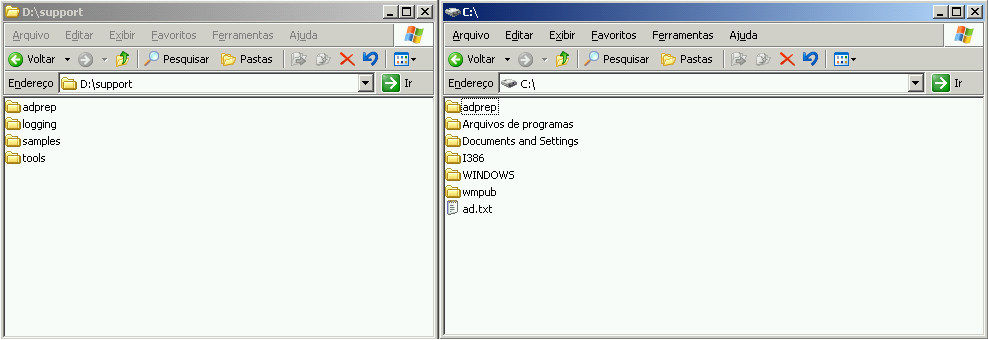 D:\support
Arquivo Editar Exibir Favoritos Ferramentas Ajuda
Voltar Pesquisar Pastas
Endereço D:\support Ir
adprep
logging
samples
tools
C:\
Arquivo Editar Exibir Favoritos Ferramentas Ajuda
Voltar Pesquisar Pastas
Endereço C:\ Ir
adprep
Arquivos de programas
Documents and Settings
I386
WINDOWS
wmpub
ad.txt